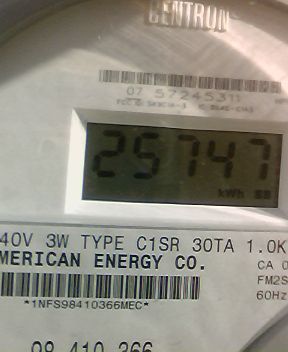 CENTRON
07 57245311
25747
kWh
40V 3W TYPE C1SR 30TA 1.0K
MERICAN ENERGY CO.
CA 0
FM2S
60Hz
*1NFS98410366MEC*
98 410 366